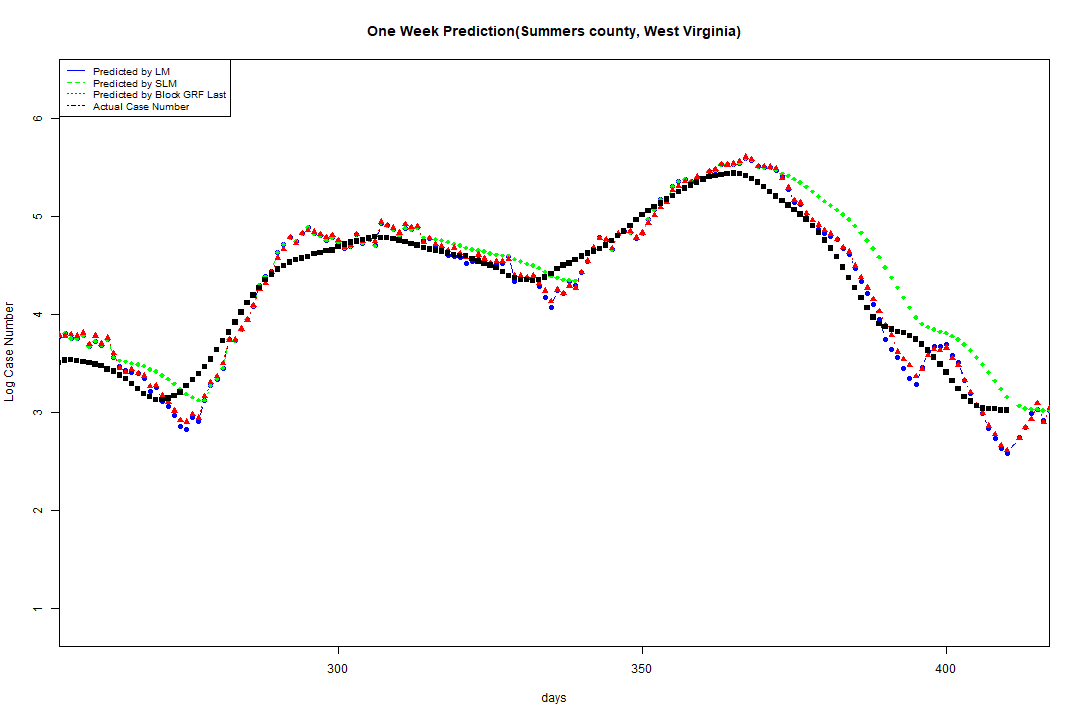 One Week Prediction(Summers county, West Virginia)
Predicted by LM
Predicted by SLM
Predicted by Block GRF Last
Actual Case Number
6
5
4
3
2
1
Log Case Number
300 350 400
days